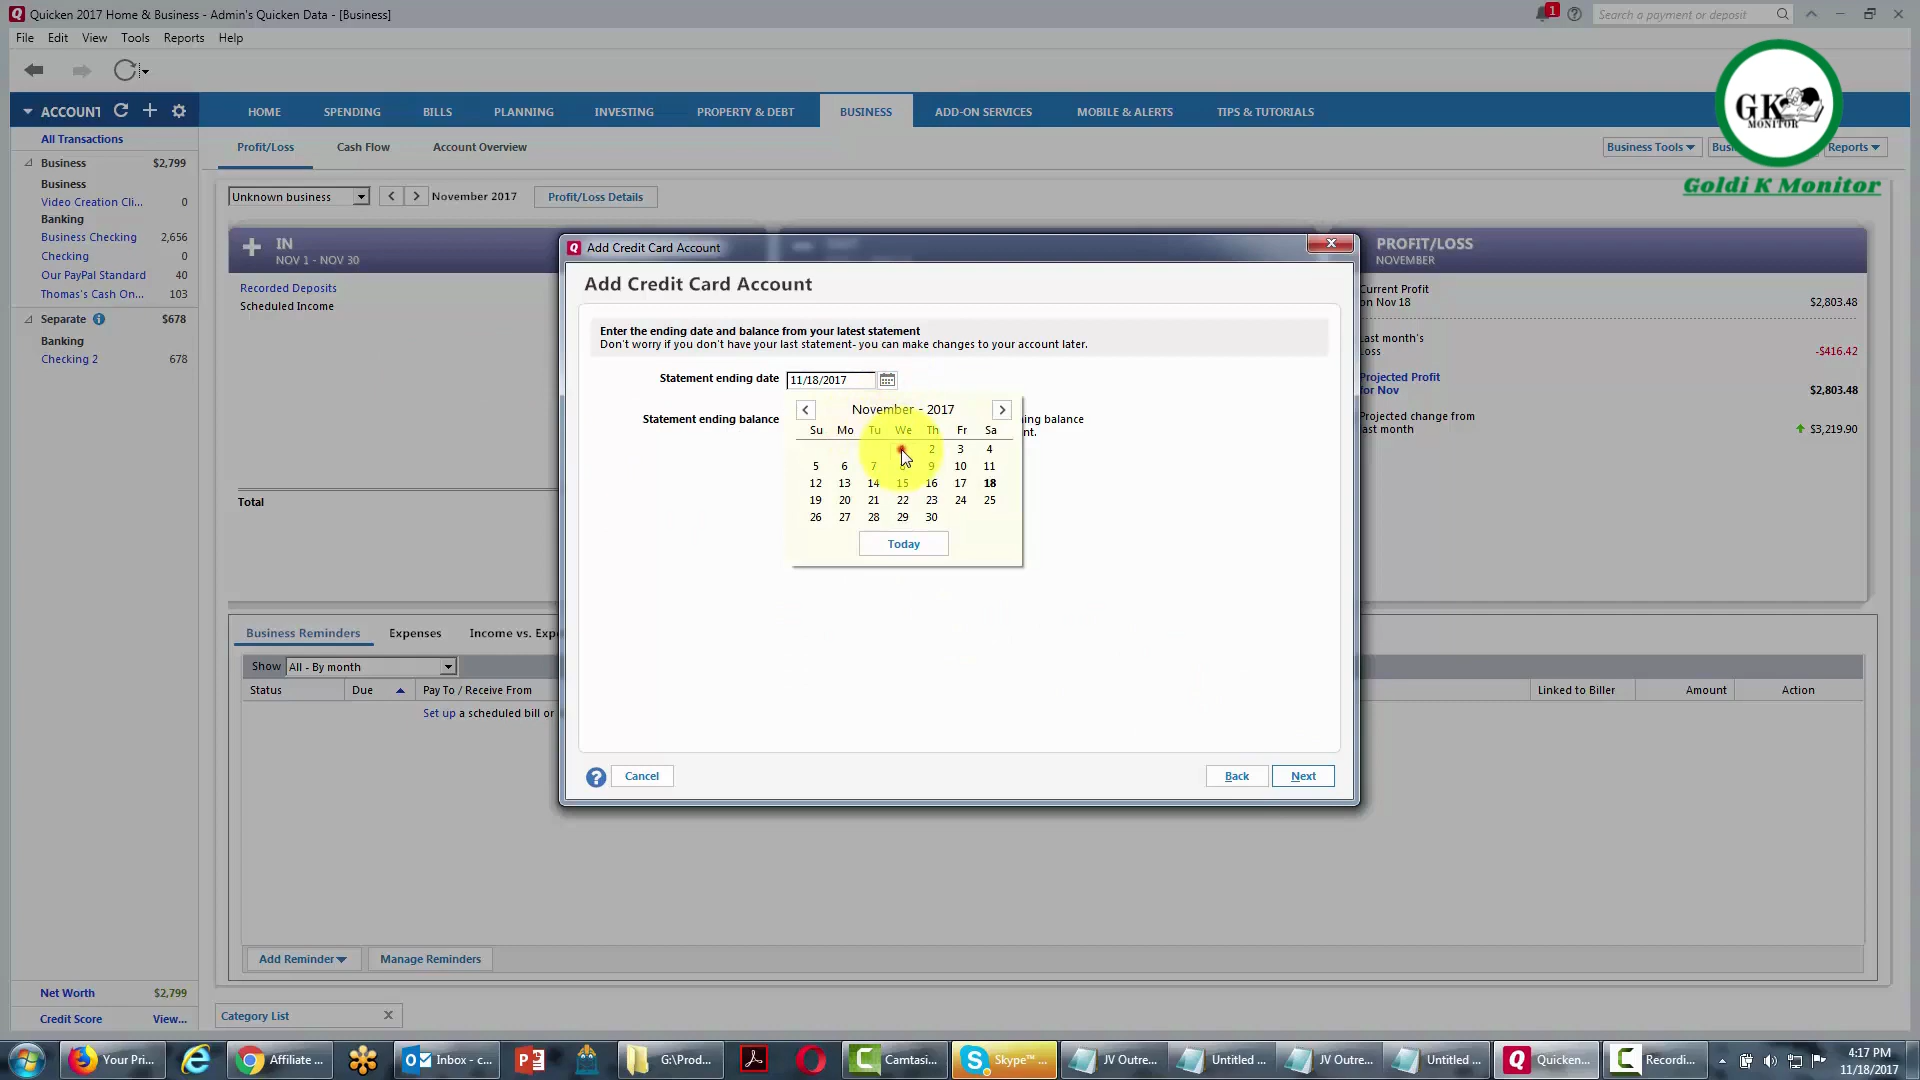 Quicken 2017 Home & Business - Admin's Quicken Data - [Business]
1
Search a payment or deposit
File Edit View Tools Reports Help
ACCOUNT
HOME SPENDING BILLS PLANNING INVESTING PROPERTY & DEBT BUSINESS ADD-ON SERVICES MOBILE & ALERTS TIPS & TUTORIALS
GK
MONITOR
Goldi K Monitor
All Transactions
Business $2,799
Business
Video Creation Cli... 0
Banking
Business Checking 2,656
Checking 0
Our PayPal Standard 40
Thomas's Cash On... 103
Separate $678
Banking
Checking 2 678
Net Worth $2,799
Credit Score View...
Profit/Loss Cash Flow Account Overview
Business Tools Reports
Unknown business November 2017 Profit/Loss Details
IN
NOV 1 - NOV 30
Recorded Deposits
Scheduled Income
Total
PROFIT/LOSS
NOVEMBER
Current Profit
on Nov 18 $2,803.48
Last month's
Loss -$416.42
Projected Profit
for Nov $2,803.48
Projected change from
last month $3,219.90
Add Credit Card Account
Add Credit Card Account
Enter the ending date and balance from your latest statement
Don't worry if you don't have your last statement- you can make changes to your account later.
Statement ending date 11/18/2017
Statement ending balance
ing balance
nt.
November - 2017
Su Mo Tu We Th Fr Sa
2 3 4
5 6 7 8 9 10 11
12 13 14 15 16 17 18
19 20 21 22 23 24 25
26 27 28 29 30
Today
Cancel Back Next
Business Reminders Expenses Income vs. Exp
Show All - By month
Status Due Pay To / Receive From Linked to Biller Amount Action
Set up a scheduled bill or
Add Reminder Manage Reminders
Category List
Your Pri... Affiliate ... Inbox - c... G:\Prod... Camtasi... Skype™ ... JV Outre... Untitled ... JV Outre... Untitled ... Quicken... Recordi...
4:17 PM
11/18/2017